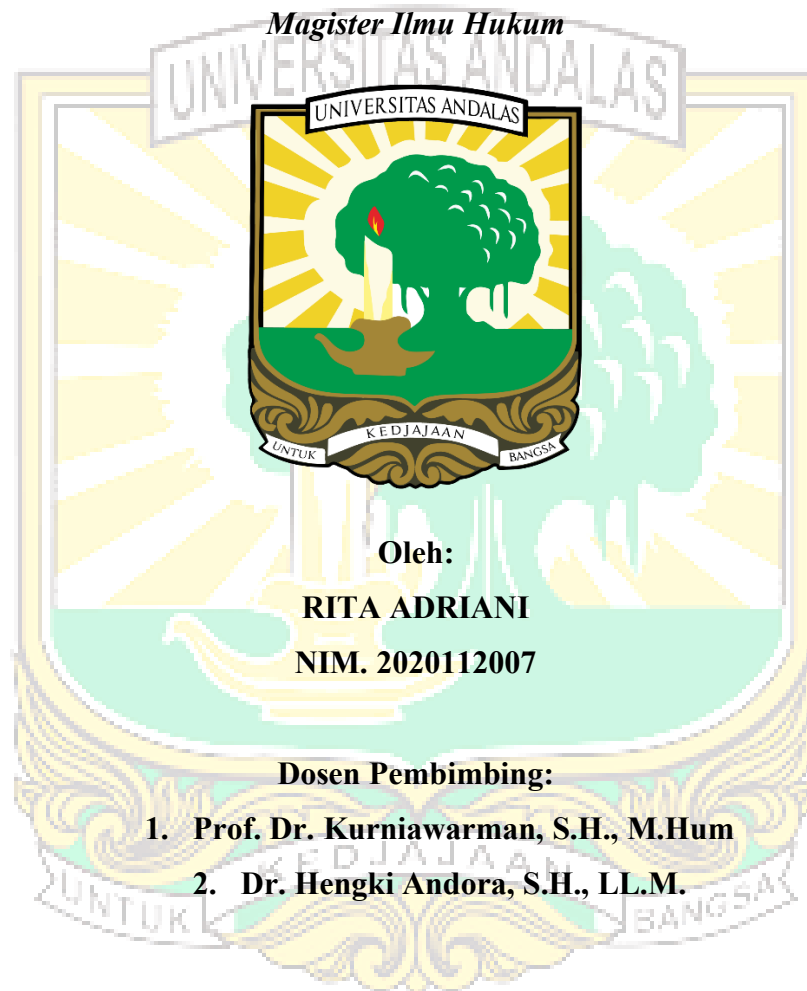 Magister Ilmu Hukum
UNIVERSITAS ANDALAS
UNIVERSITAS ANDALAS
UNTUK KEDJAJAAN BANGSA
Oleh:
RITA ADRIANI
NIM. 2020112007
Dosen Pembimbing:
1. Prof. Dr. Kurniawarman, S.H., M.Hum
2. Dr. Hengki Andora, S.H., LL.M.
UNTUK KEDJAJAAN BANGSA